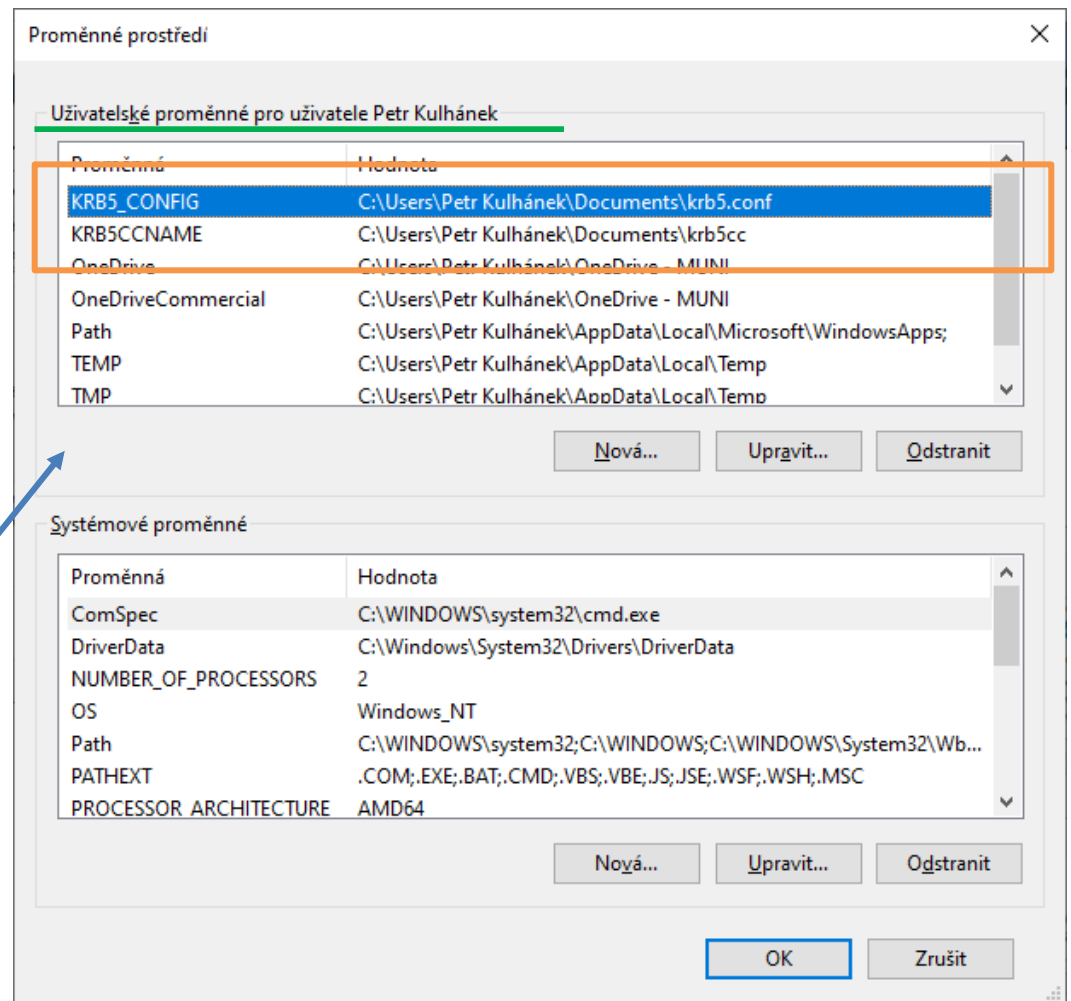 Proměnné prostředí
Uživatelské proměnné pro uživatele Petr Kulhánek
Proměnná Hodnota
KRB5_CONFIG C:\Users\Petr Kulhánek\Documents\krb5.conf
KRB5CCNAME C:\Users\Petr Kulhánek\Documents\krb5cc
OneDrive C:\Users\Petr Kulhánek\OneDrive - MUNI
OneDriveCommercial C:\Users\Petr Kulhánek\OneDrive - MUNI
Path C:\Users\Petr Kulhánek\AppData\Local\Microsoft\WindowsApps;
TEMP C:\Users\Petr Kulhánek\AppData\Local\Temp
TMP C:\Users\Petr Kulhánek\AppData\Local\Temp
Nová... Upravit... Odstranit
Systémové proměnné
Proměnná Hodnota
ComSpec C:\WINDOWS\system32\cmd.exe
DriverData C:\Windows\System32\Drivers\DriverData
NUMBER_OF_PROCESSORS 2
OS Windows_NT
Path C:\WINDOWS\system32;C:\WINDOWS;C:\WINDOWS\System32\Wb...
PATHEXT .COM;.EXE;.BAT;.CMD;.VBS;.VBE;.JS;.JSE;.WSF;.WSH;.MSC
PROCESSOR_ARCHITECTURE AMD64
Nová... Upravit... Odstranit
OK Zrušit